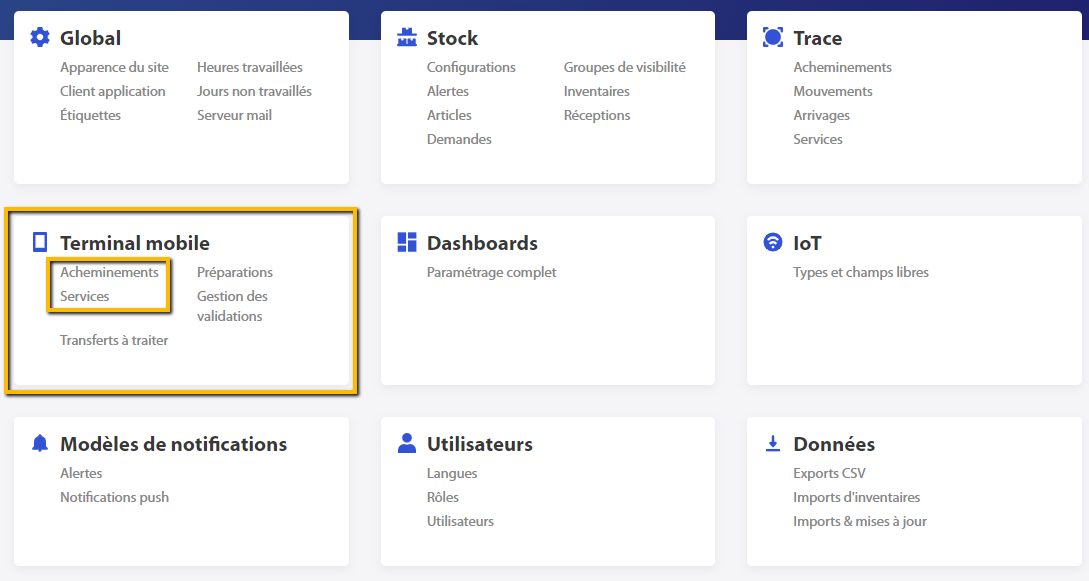 Global
Apparence du site
Heures travaillées
Client application
Jours non travaillés
Étiquettes
Serveur mail
Stock
Configurations
Groupes de visibilité
Alertes
Inventaires
Articles
Réceptions
Demandes
Trace
Acheminements
Mouvements
Arrivages
Services
Terminal mobile
Acheminements
Préparations
Services
Gestion des
validations
Transferts à traiter
Dashboards
Paramétrage complet
IoT
Types et champs libres
Modèles de notifications
Alertes
Notifications push
Utilisateurs
Langues
Rôles
Utilisateurs
Données
Exports CSV
Imports d'inventaires
Imports & mises à jour